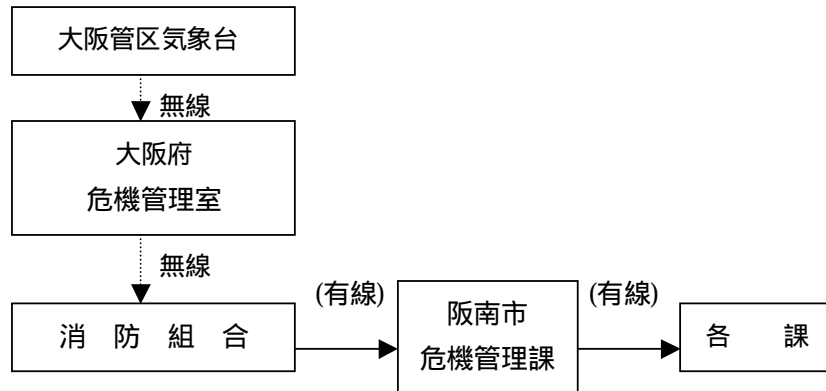 大阪管区気象台
無線
大阪府
危機管理室
無線
消　防　組　合
(有線)
阪南市
危機管理課
(有線)
各　　課